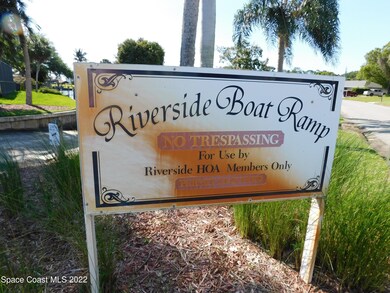 Riverside Boat Ramp
NO TRESPASSING
For Use by
Riverside HOA Members Only
Space Coast MLS 2022